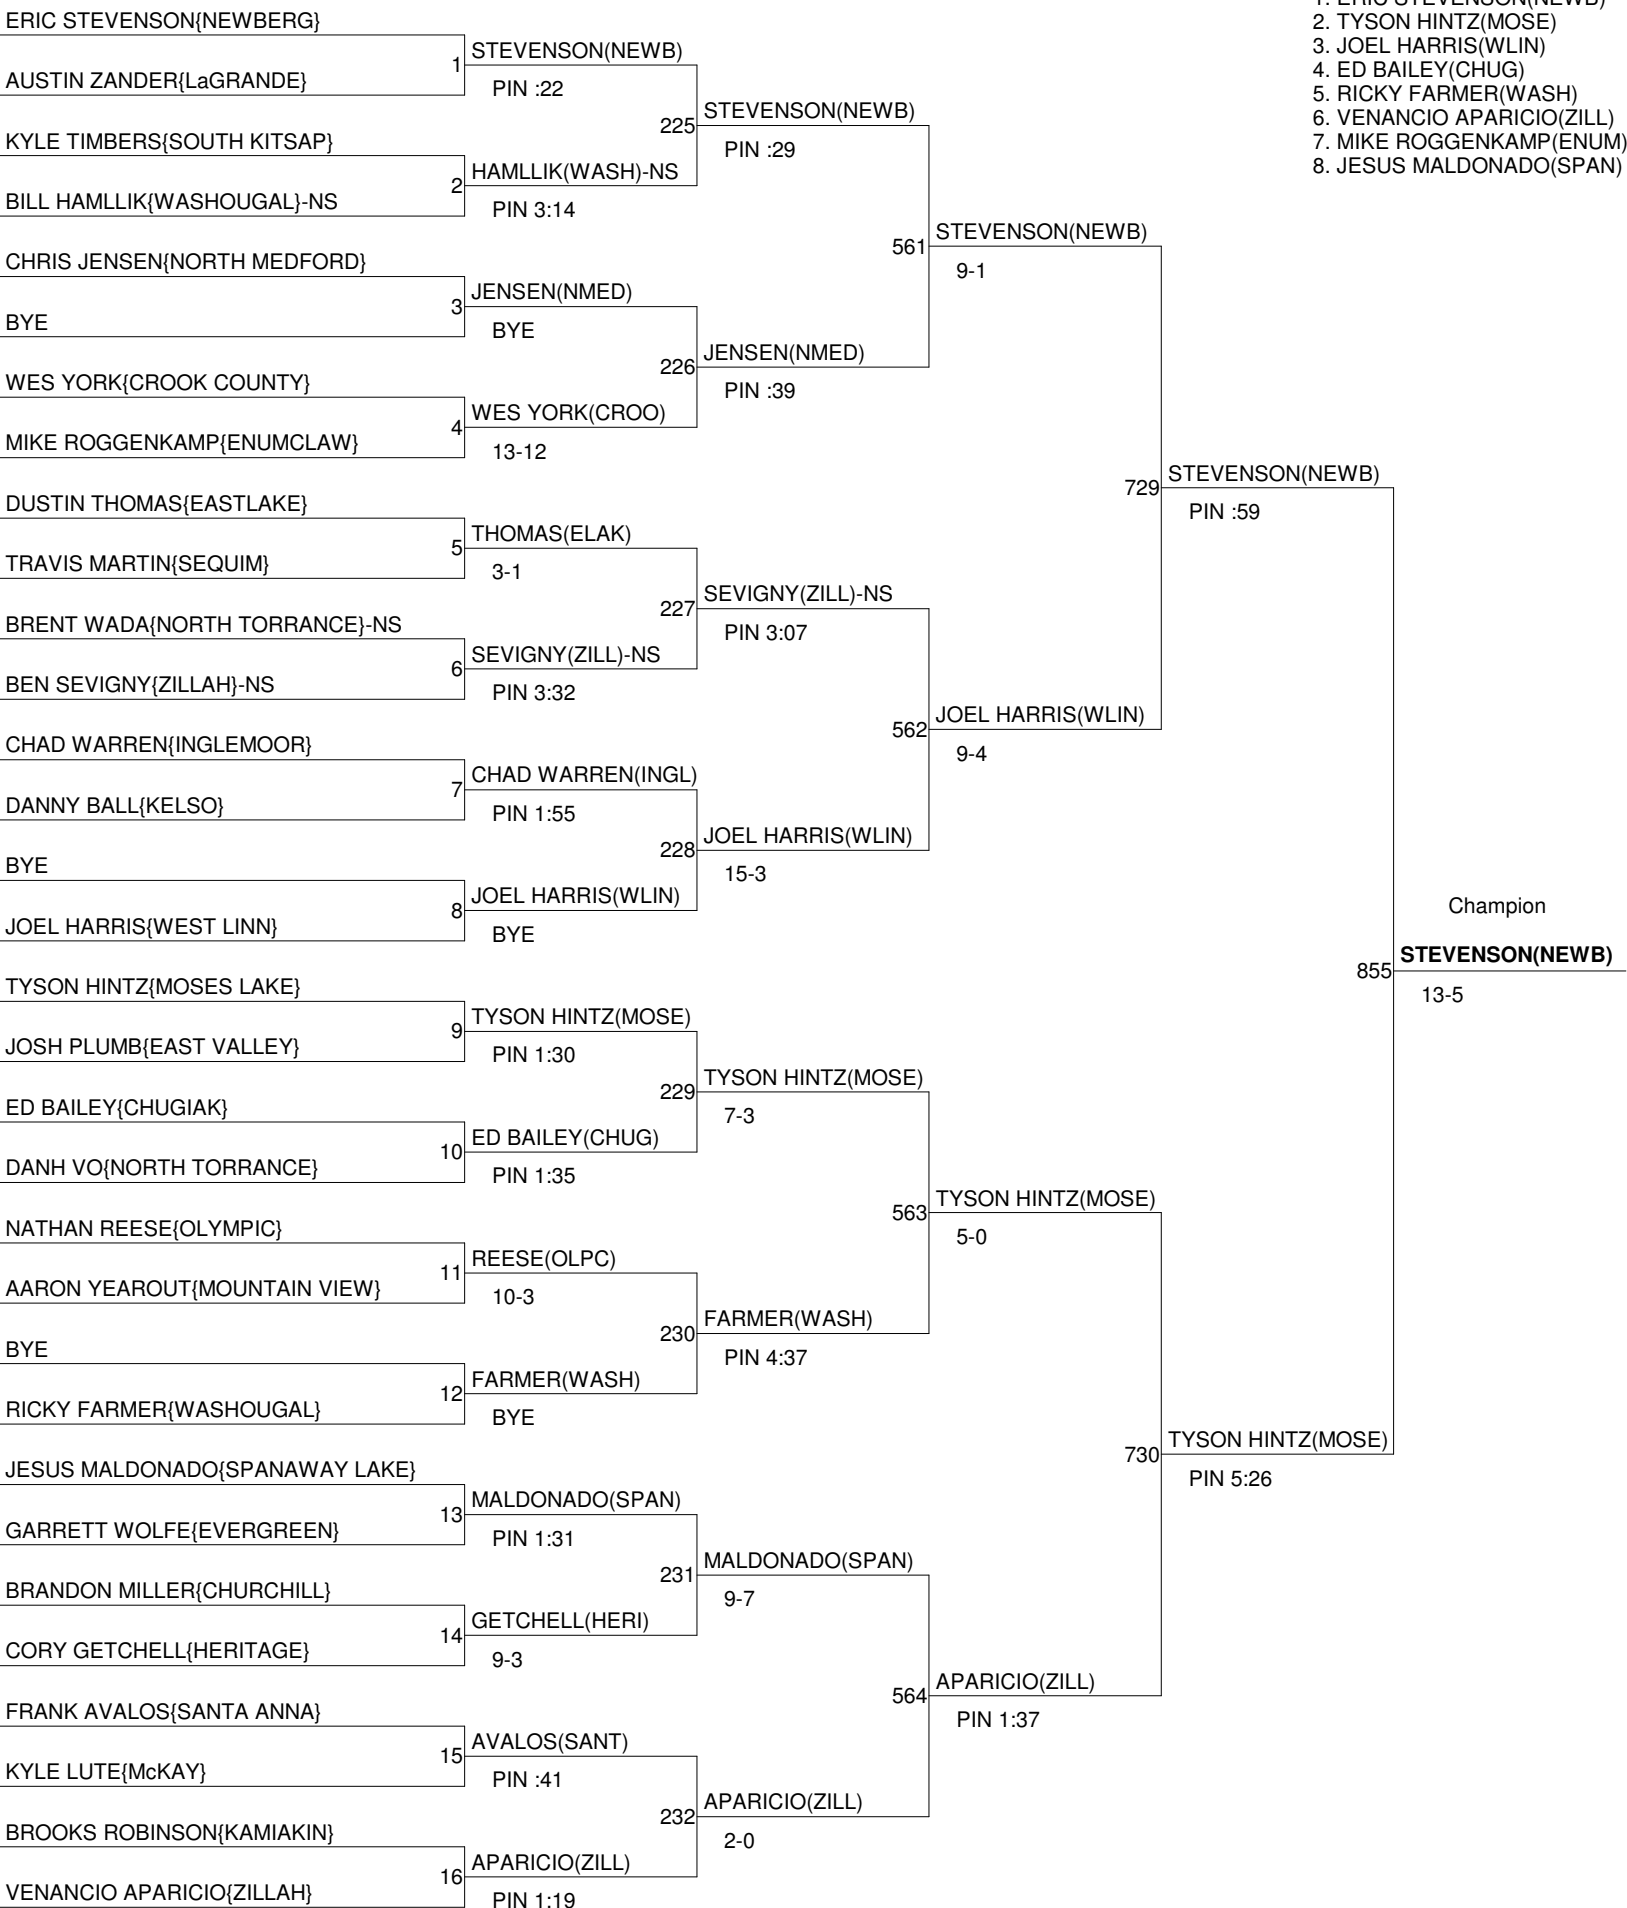 1. ERIC STEVENSON(NEWB)
2. TYSON HINTZ(MOSE)
3. JOEL HARRIS(WLIN)
4. ED BAILEY(CHUG)
5. RICKY FARMER(WASH)
6. VENANCIO APARICIO(ZILL)
7. MIKE ROGGENKAMP(ENUM)
8. JESUS MALDONADO(SPAN)
ERIC STEVENSON{NEWBERG}
AUSTIN ZANDER{LaGRANDE}
KYLE TIMBERS{SOUTH KITSAP}
BILL HAMLLIK{WASHOUGAL}-NS
CHRIS JENSEN{NORTH MEDFORD}
BYE
WES YORK{CROOK COUNTY}
MIKE ROGGENKAMP{ENUMCLAW}
DUSTIN THOMAS{EASTLAKE}
TRAVIS MARTIN{SEQUIM}
BRENT WADA{NORTH TORRANCE}-NS
BEN SEVIGNY{ZILLAH}-NS
CHAD WARREN{INGLEMOOR}
DANNY BALL{KELSO}
BYE
JOEL HARRIS{WEST LINN}
TYSON HINTZ{MOSES LAKE}
JOSH PLUMB{EAST VALLEY}
ED BAILEY{CHUGIAK}
DANH VO{NORTH TORRANCE}
NATHAN REESE{OLYMPIC}
AARON YEAROUT{MOUNTAIN VIEW}
BYE
RICKY FARMER{WASHOUGAL}
JESUS MALDONADO{SPANAWAY LAKE}
GARRETT WOLFE{EVERGREEN}
BRANDON MILLER{CHURCHILL}
CORY GETCHELL{HERITAGE}
FRANK AVALOS{SANTA ANNA}
KYLE LUTE{McKAY}
BROOKS ROBINSON{KAMIAKIN}
VENANCIO APARICIO{ZILLAH}
1 STEVENSON(NEWB)
PIN :22
2 HAMLLIK(WASH)-NS
PIN 3:14
3 JENSEN(NMED)
BYE
4 WES YORK(CROO)
13-12
5 THOMAS(ELAK)
3-1
6 SEVIGNY(ZILL)-NS
PIN 3:32
7 CHAD WARREN(INGL)
PIN 1:55
8 JOEL HARRIS(WLIN)
BYE
9 TYSON HINTZ(MOSE)
PIN 1:30
10 ED BAILEY(CHUG)
PIN 1:35
11 REESE(OLPC)
10-3
12 FARMER(WASH)
BYE
13 MALDONADO(SPAN)
PIN 1:31
14 GETCHELL(HERI)
9-3
15 AVALOS(SANT)
PIN :41
16 APARICIO(ZILL)
PIN 1:19
225 STEVENSON(NEWB)
PIN :29
226 JENSEN(NMED)
PIN :39
227 SEVIGNY(ZILL)-NS
PIN 3:07
228 JOEL HARRIS(WLIN)
15-3
229 TYSON HINTZ(MOSE)
7-3
230 FARMER(WASH)
PIN 4:37
231 MALDONADO(SPAN)
9-7
232 APARICIO(ZILL)
2-0
561 STEVENSON(NEWB)
9-1
562 JOEL HARRIS(WLIN)
9-4
563 TYSON HINTZ(MOSE)
5-0
564 APARICIO(ZILL)
PIN 1:37
729 STEVENSON(NEWB)
PIN :59
730 TYSON HINTZ(MOSE)
PIN 5:26
Champion
855 STEVENSON(NEWB)
13-5